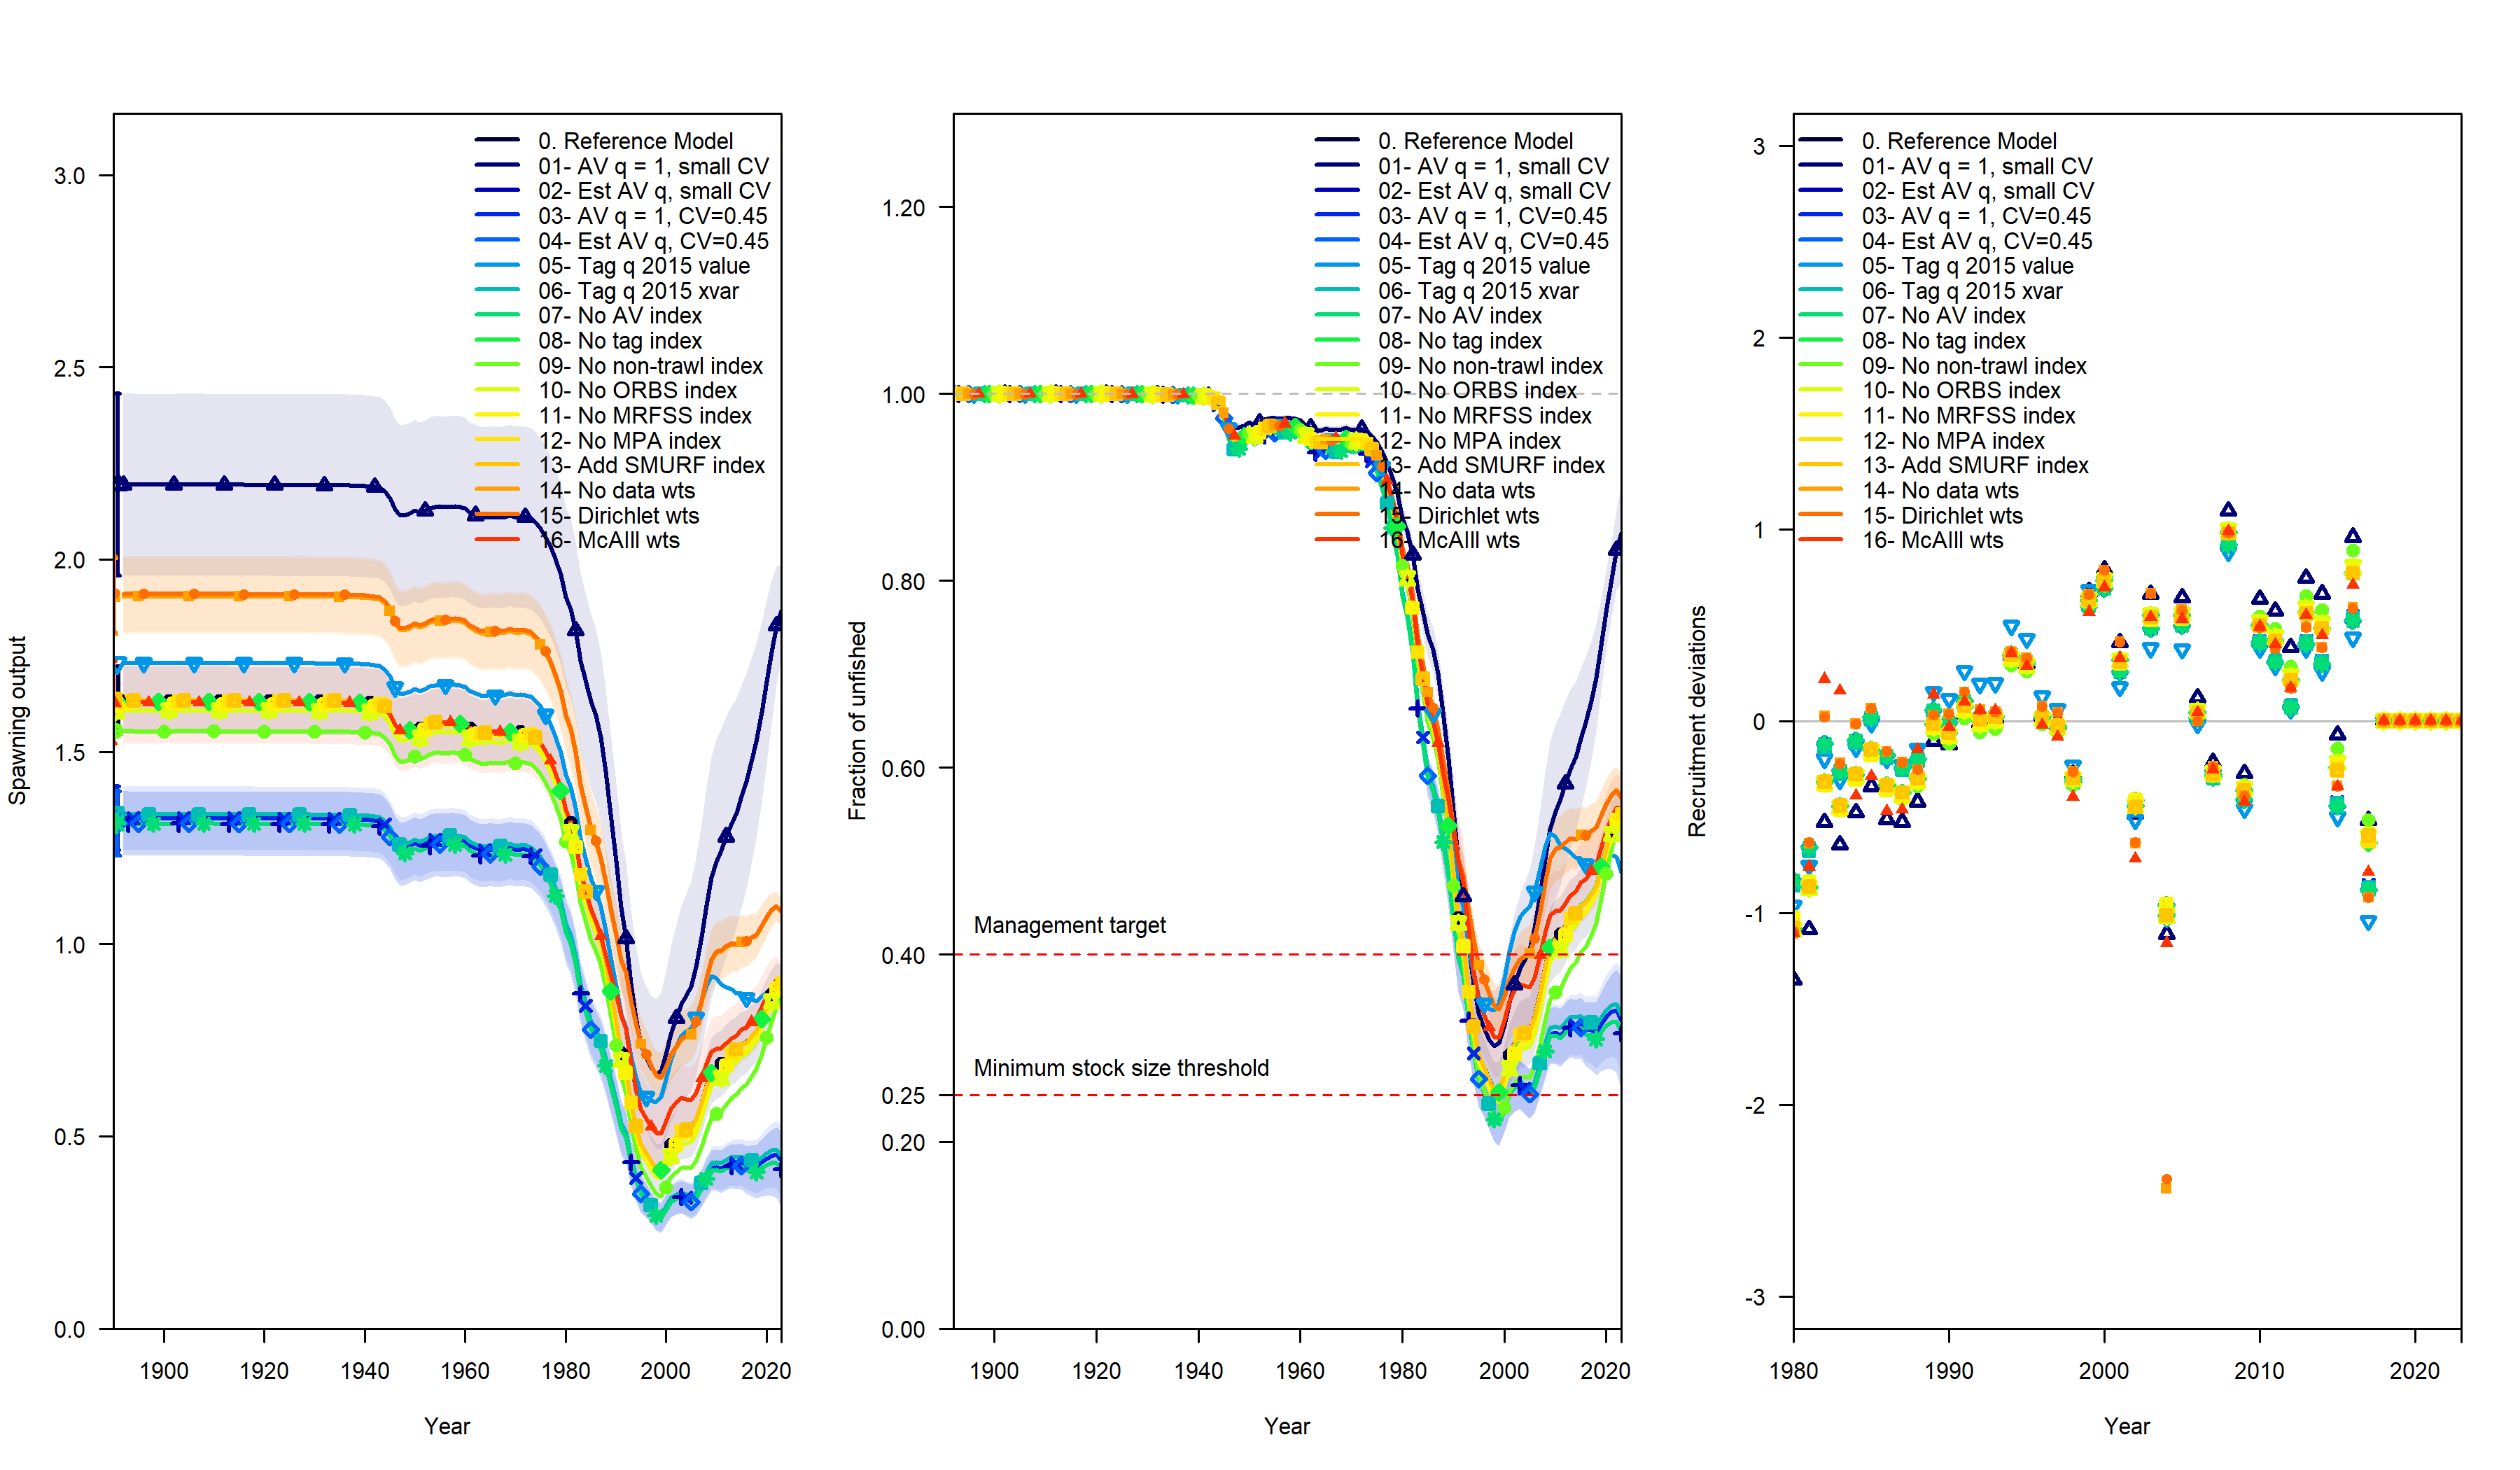 3.0
2.5
2.0
1.5
1.0
0.5
0.0
Spawning output
1900 1920 1940 1960 1980 2000 2020
Year
0. Reference Model
01- AV q = 1, small CV
02- Est AV q, small CV
03- AV q = 1, CV=0.45
04- Est AV q, CV=0.45
05- Tag q 2015 value
06- Tag q 2015 xvar
07- No AV index
08- No tag index
09- No non-trawl index
10- No ORBS index
11- No MRFSS index
12- No MPA index
13- Add SMURF index
14- No data wts
15- Dirichlet wts
16- McAllI wts
1.20
1.00
0.80
0.60
0.40
0.25
0.20
0.00
Fraction of unfished
1900 1920 1940 1960 1980 2000 2020
Year
0. Reference Model
01- AV q = 1, small CV
02- Est AV q, small CV
03- AV q = 1, CV=0.45
04- Est AV q, CV=0.45
05- Tag q 2015 value
06- Tag q 2015 xvar
07- No AV index
08- No tag index
09- No non-trawl index
10- No ORBS index
11- No MRFSS index
12- No MPA index
13- Add SMURF index
14- No data wts
15- Dirichlet wts
16- McAllI wts
Management target
Minimum stock size threshold
3
2
1
0
-1
-2
-3
Recruitment deviations
1980 1990 2000 2010 2020
Year
0. Reference Model
01- AV q = 1, small CV
02- Est AV q, small CV
03- AV q = 1, CV=0.45
04- Est AV q, CV=0.45
05- Tag q 2015 value
06- Tag q 2015 xvar
07- No AV index
08- No tag index
09- No non-trawl index
10- No ORBS index
11- No MRFSS index
12- No MPA index
13- Add SMURF index
14- No data wts
15- Dirichlet wts
16- McAllI wts